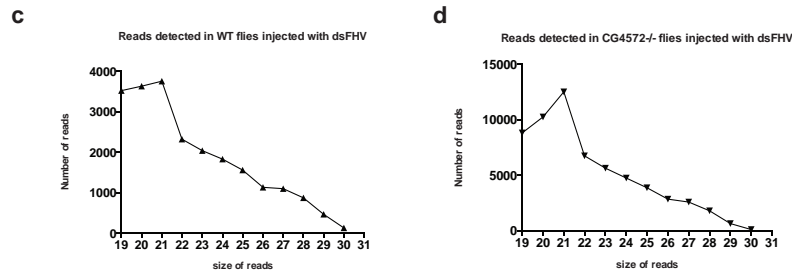 c
Reads detected in WT flies injected with dsFHV
Number of reads
4000
3000
2000
1000
0
19 20 21 22 23 24 25 26 27 28 29 30 31
size of reads
d
Reads detected in CG4572-/- flies injected with dsFHV
Number of reads
15000
10000
5000
0
19 20 21 22 23 24 25 26 27 28 29 30 31
size of reads